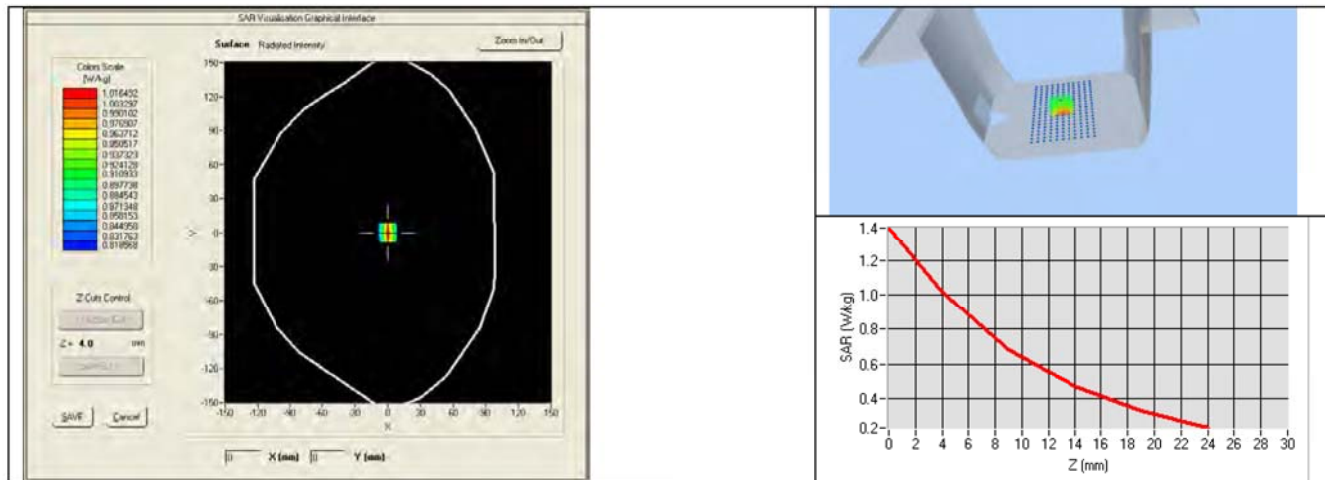 SAR Visualisation Graphical Interface
Surface Radiated Intensity
Zoom In/Out
Colors Scale
(W/kg)
1.016492
1.003297
0.990102
0.976907
0.963712
0.950517
0.937323
0.924128
0.910933
0.897738
0.884543
0.871348
0.858153
0.844958
0.831763
0.818568
150
120
90
60
30
0
-30
-60
-90
-120
-150
Y
-150 -120 -90 -60 -30 0 30 60 90 120 150
X
Z Cuts Control
Z = 4.0 mm
SAVE Cancel
0 X (mm) 0 Y (mm)
1.4
1.2
1.0
0.8
0.6
0.4
0.2
SAR (W/kg)
0 2 4 6 8 10 12 14 16 18 20 22 24 26 28 30
Z (mm)